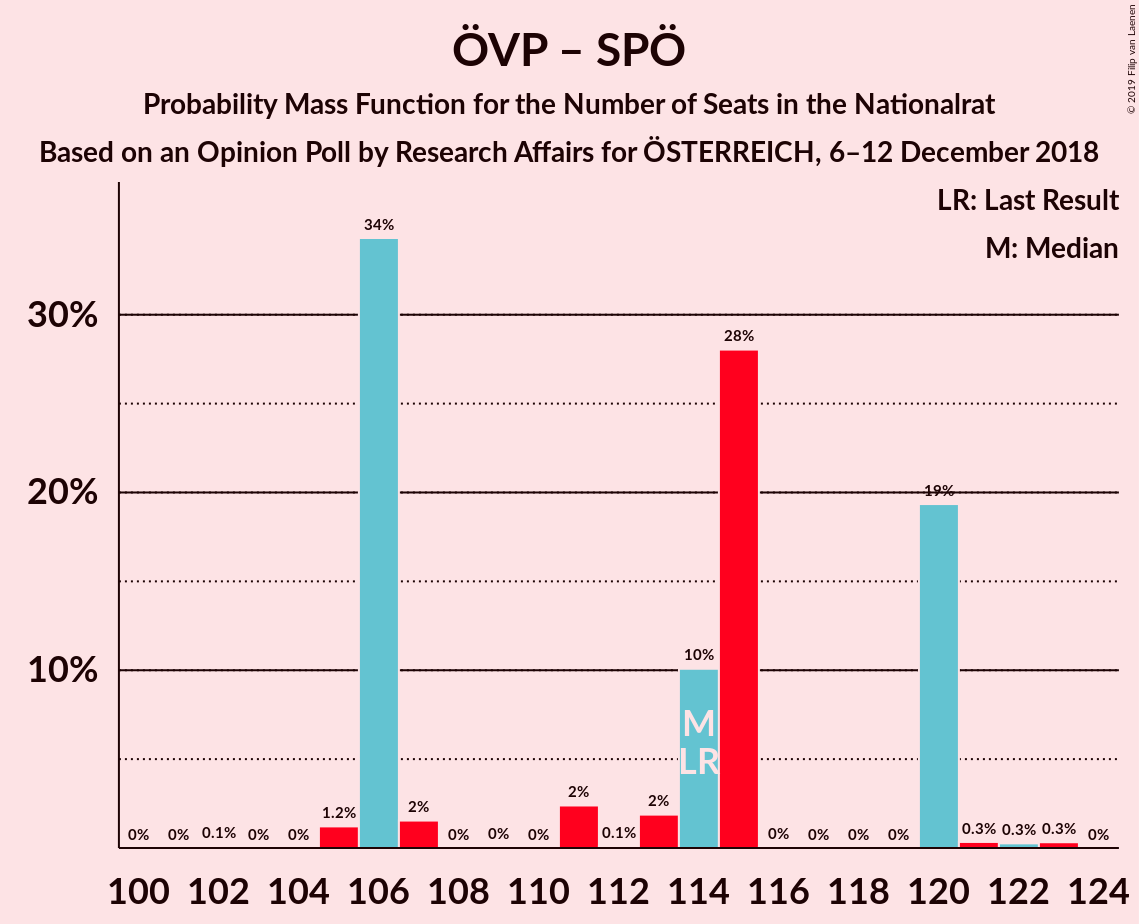 ÖVP – SPÖ
Probability Mass Function for the Number of Seats in the Nationalrat
Based on an Opinion Poll by Research Affairs for ÖSTERREICH, 6–12 December 2018
© 2019 Filip van Laenen
LR: Last Result
M: Median
30%
20%
10%
0% 0% 0.1% 0% 0% 1.2% 34% 2% 0% 0% 0% 2% 0.1% 2% 10% 28% 0% 0% 0% 0% 19% 0.3% 0.3% 0.3% 0%
M
LR
100 102 104 106 108 110 112 114 116 118 120 122 124